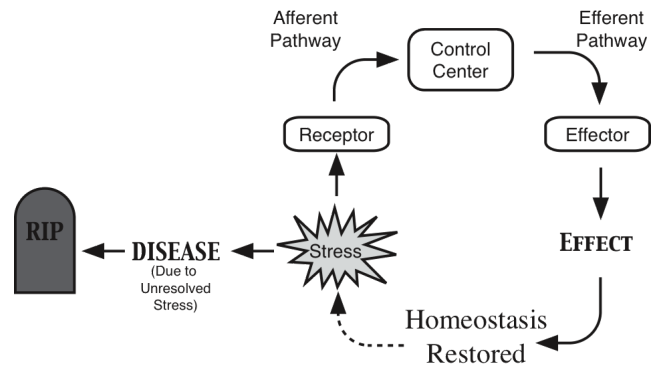 Afferent
Pathway
Efferent
Pathway
Control
Center
Receptor
Effector
RIP
DISEASE
(Due to
Unresolved
Stress)
Stress
EFFECT
Homeostasis
Restored